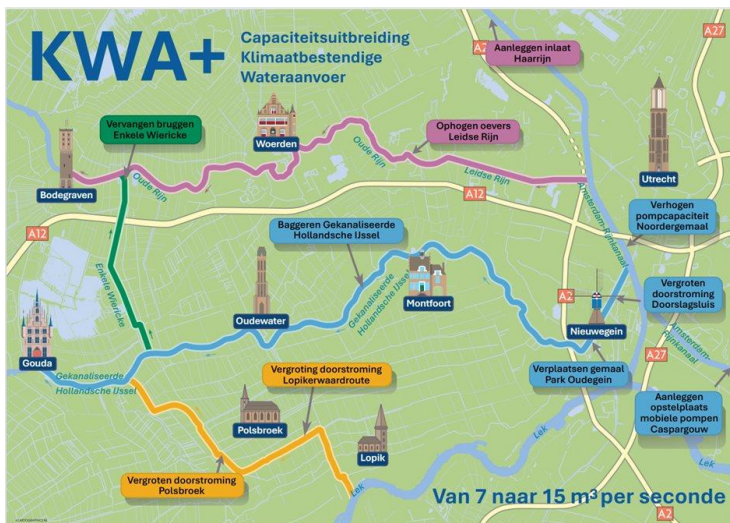 KWA+
Capaciteitsuitbreiding
Klimaatbestendige
Wateraanvoer
A2
Aanleggen inlaat
Haarrijn
A27
Vervangen bruggen
Enkele Wiericke
Woerden
Ophogen oevers
Leidse Rijn
Oude Rijn
Leidse Rijn
Utrecht
Bodegraven
Oude Rijn
A12
Amsterdam-Rijnkanaal
Verhogen
pompcapaciteit
Noordergemaal
A12
Baggeren Gekanaliseerde
Hollandsche IJssel
Enkele Wiericke
Gekanaliseerde
Hollandsche IJssel
Montfoort
Oudewater
A2
Nieuwegein
Vergroten
doorstroming
Doorslagsluis
Amsterdam-
Rijnkanaal
Gouda
Gekanaliseerde
Hollandsche IJssel
Vergroting doorstroming
Lopikerwaardroute
Verplaatsen gemaal
Park Oudegein
A27
Aanleggen
opstelplaats
mobiele pompen
Caspargouw
Polsbroek
Lopik
Lek
Lek
Vergroten doorstroming
Polsbroek
Lek
Van 7 naar 15 m³ per seconde
A2